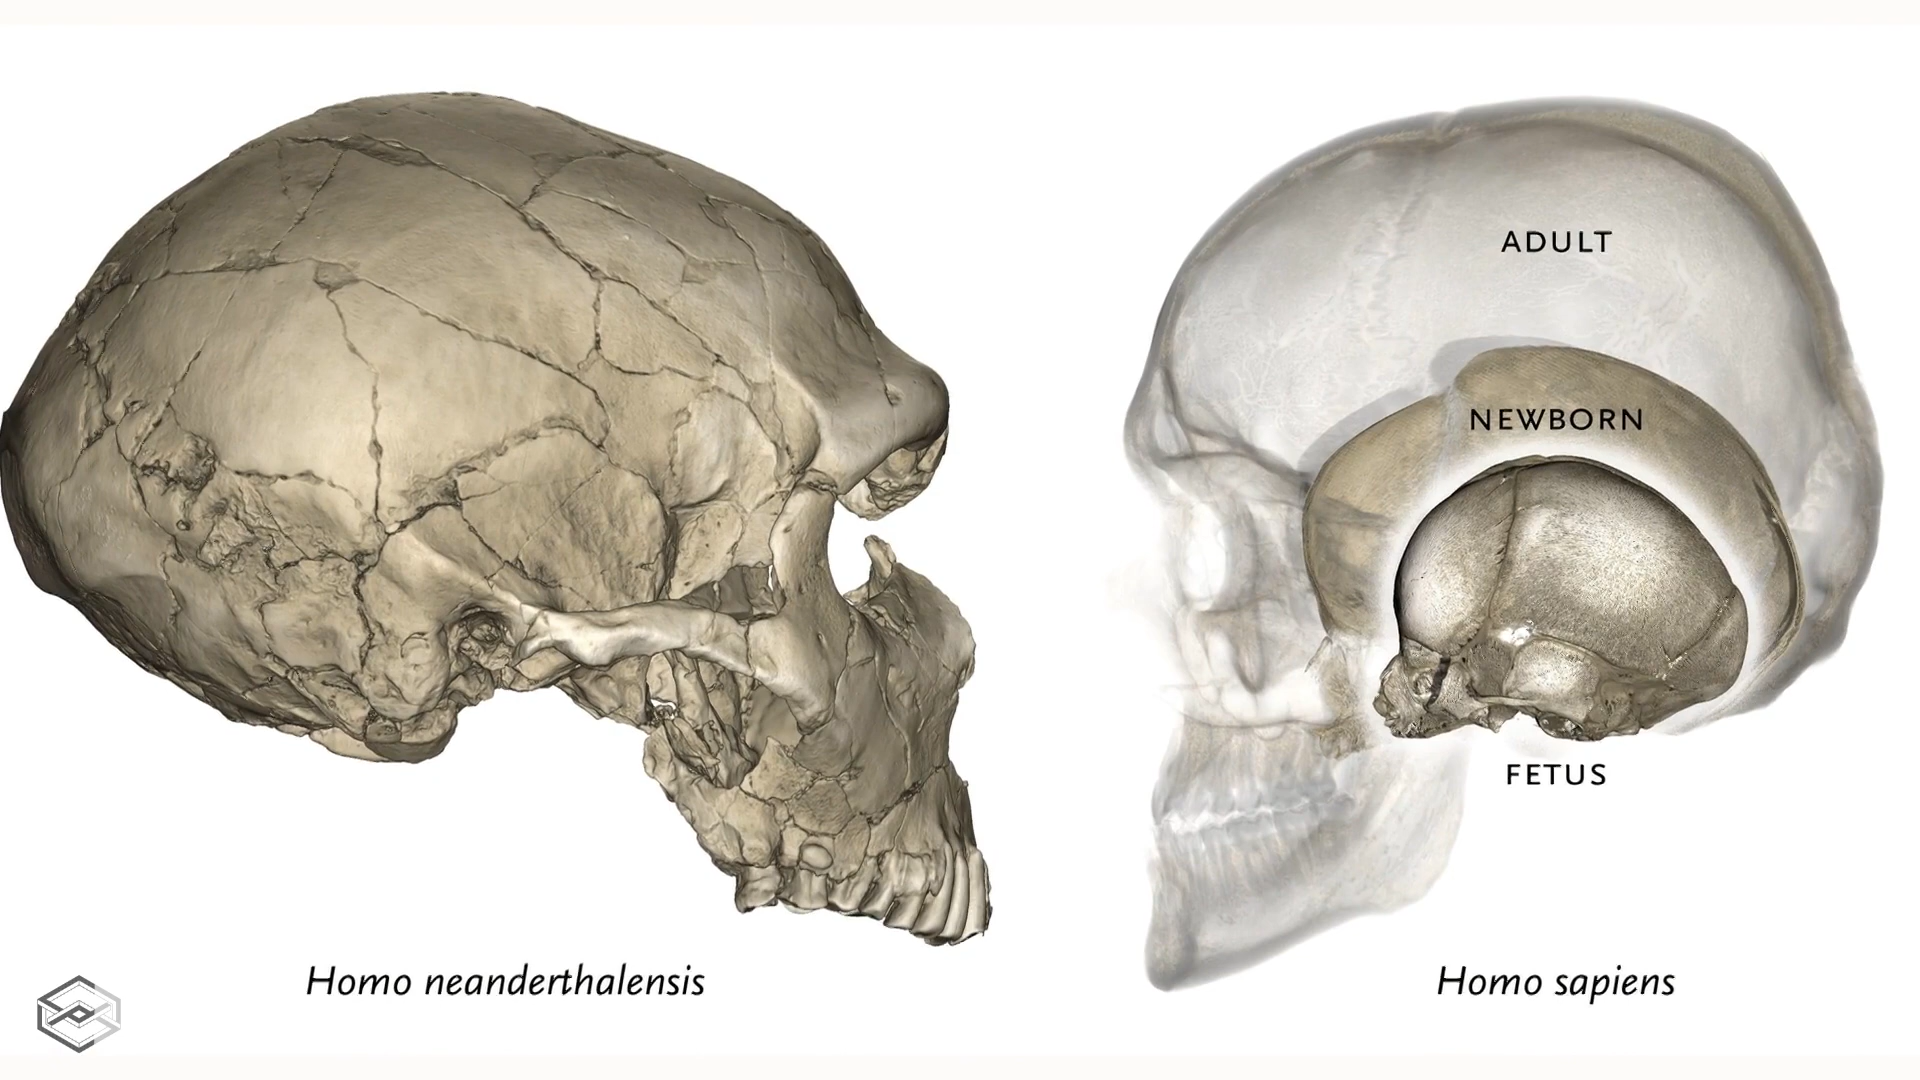 ADULT
NEWBORN
FETUS
Homo neanderthalensis
Homo sapiens